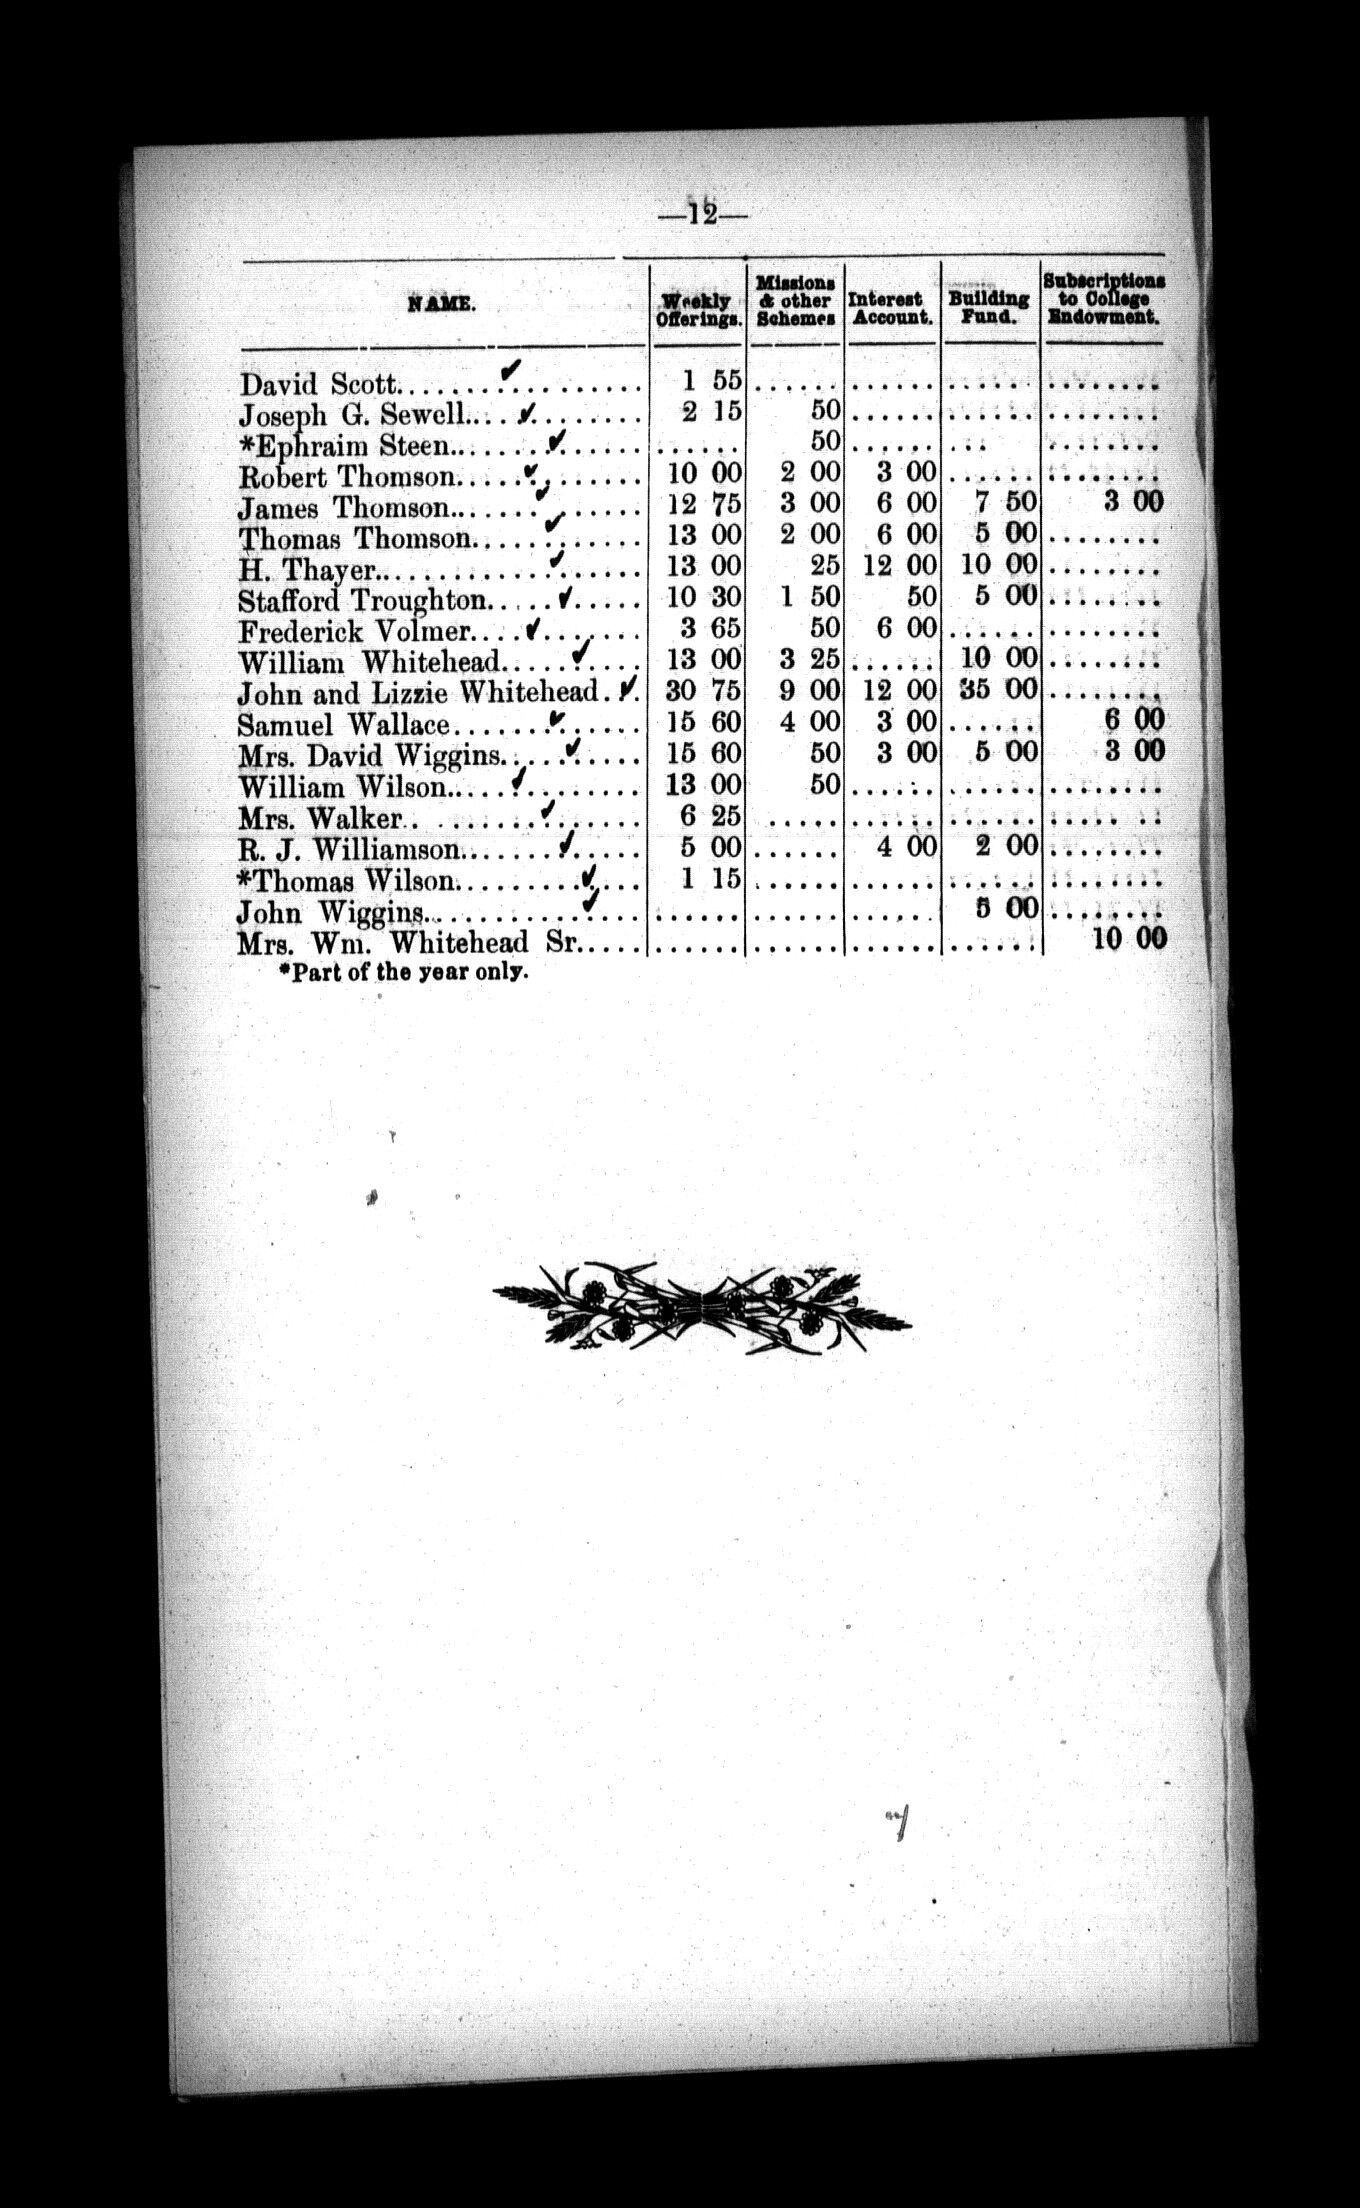 —12—
NAME. Weekly Offerings. Missions & other Schemes Interest Account. Building Fund. Subscriptions to College Endowment.
David Scott.................. 1 55 ...... ...... ...... ........
Joseph G. Sewell............. 2 15 50 ...... ...... ........
*Ephraim Steen............... ...... 50 ...... ... ........
Robert Thomson.............. 10 00 2 00 3 00 ...... ........
James Thomson............... 12 75 3 00 6 00 7 50 3 00
Thomas Thomson............. 13 00 2 00 6 00 5 00 ........
H. Thayer.................... 13 00 25 12 00 10 00 ........
Stafford Troughton........... 10 30 1 50 50 5 00 ........
Frederick Volmer............. 3 65 50 6 00 ...... ........
William Whitehead........... 13 00 3 25 ...... 10 00 ........
John and Lizzie Whitehead... 30 75 9 00 12 00 35 00 ........
Samuel Wallace.............. 15 60 4 00 3 00 ...... 6 00
Mrs. David Wiggins.......... 15 60 50 3 00 5 00 3 00
William Wilson............... 13 00 50 ...... ...... ........
Mrs. Walker.. .............. 6 25 ..... ...... ...... ........
R. J. Williamson............. 5 00 ...... 4 00 2 00 ........
*Thomas Wilson............. 1 15 ...... ...... ...... ........
John Wiggins................ ...... ...... ...... 5 00 ........
Mrs. Wm. Whitehead Sr..... ...... ...... ...... ...... 10 00
*Part of the year only.